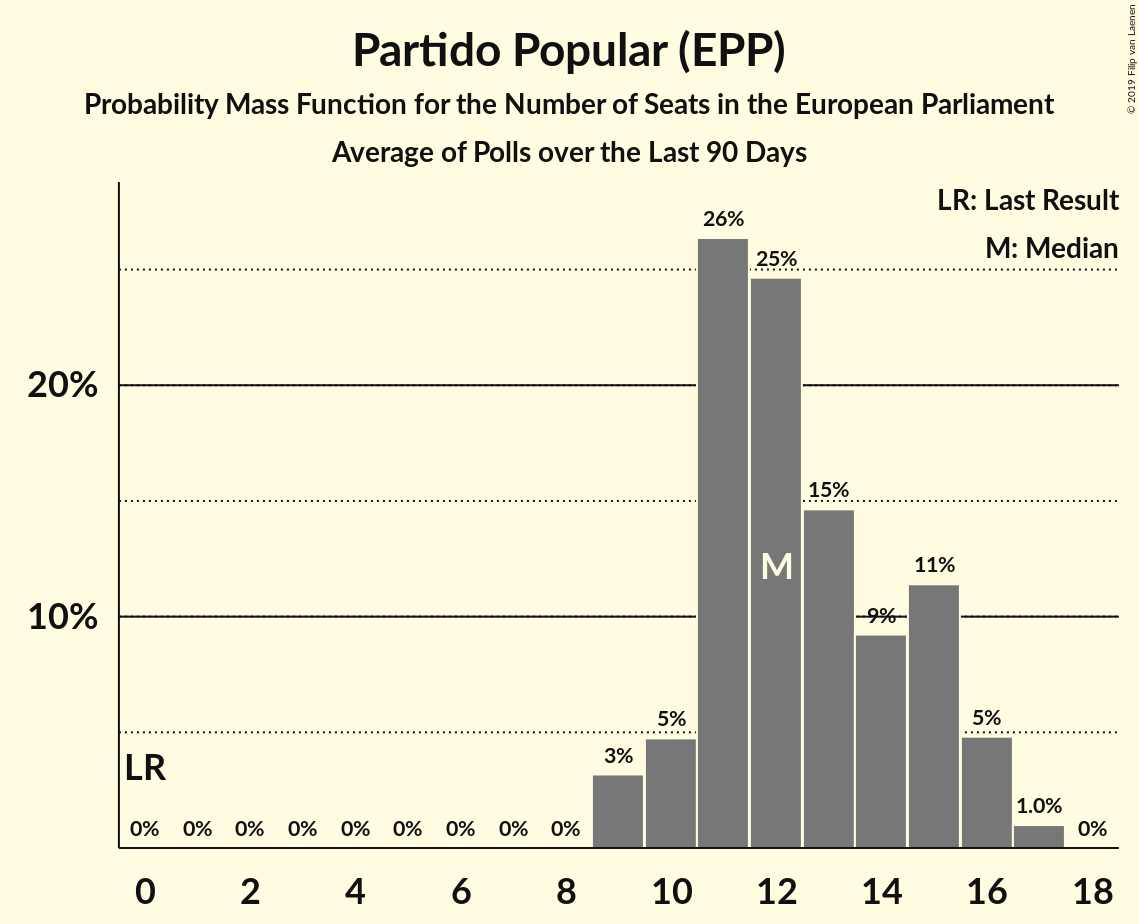 Partido Popular (EPP)
Probability Mass Function for the Number of Seats in the European Parliament
Average of Polls over the Last 90 Days
© 2019 Filip van Laenen
LR: Last Result
M: Median
26%
25%
20%
15%
M
11%
10%
9%
5%
5%
3%
LR
1.0%
0% 0% 0% 0% 0% 0% 0% 0% 0% 0%
0 2 4 6 8 10 12 14 16 18